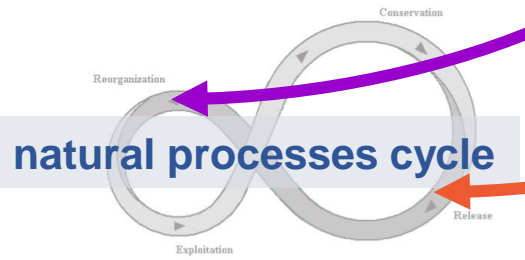 Conservation
Reorganization
natural processes cycle
Release
Exploitation